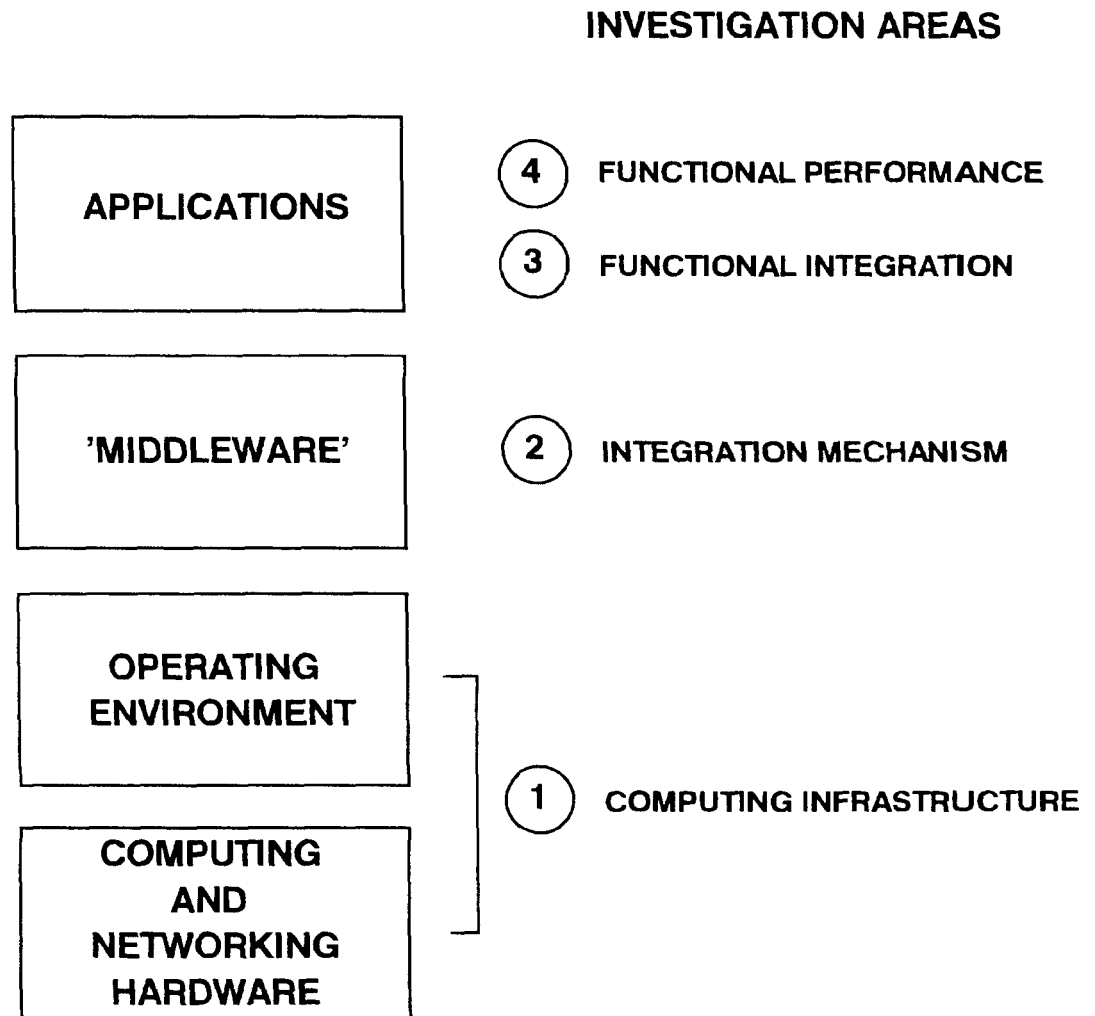 INVESTIGATION AREAS
APPLICATIONS
4 FUNCTIONAL PERFORMANCE
3 FUNCTIONAL INTEGRATION
'MIDDLEWARE'
2 INTEGRATION MECHANISM
OPERATING
ENVIRONMENT
1 COMPUTING INFRASTRUCTURE
COMPUTING
AND
NETWORKING
HARDWARE